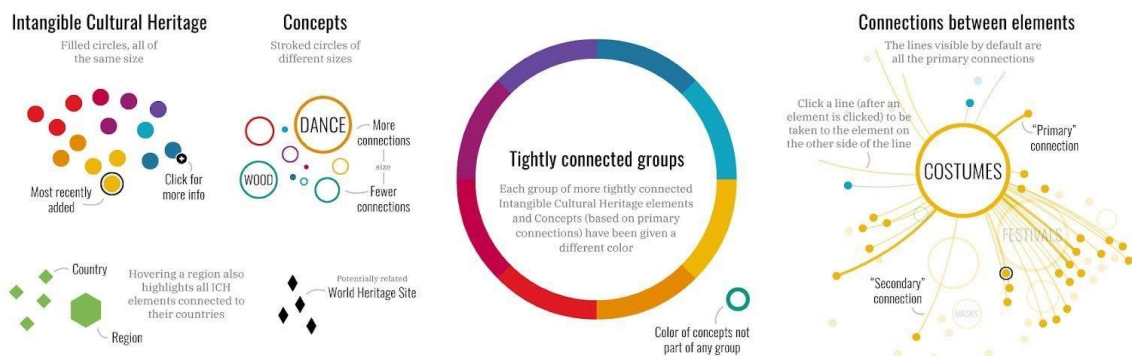 Intangible Cultural Heritage
Filled circles, all of
the same size
Most recently
added
Click for
more info
Country
Region
Hovering a region also
highlights all ICH
elements connected to
their countries
Concepts
Stroked circles of
different sizes
DANCE
WOOD
More
connections
size
Fewer
connections
Potentially related
World Heritage Site
Tightly connected groups
Each group of more tightly connected
Intangible Cultural Heritage elements
and Concepts (based on primary
connections) have been given a
different color
Color of concepts not
part of any group
Connections between elements
The lines visible by default are
all the primary connections
Click a line (after an
element is clicked) to be
taken to the element on
the other side of the line
"Primary"
connection
COSTUMES
FESTIVALS
"Secondary"
connection
MASKS